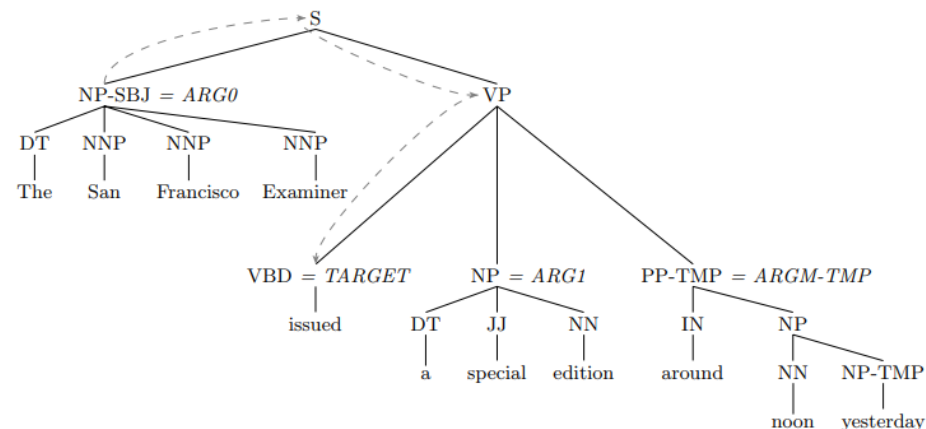 S
NP-SBJ = ARG0 VP
DT NNP NNP NNP
The San Francisco Examiner
VBD = TARGET NP = ARG1 PP-TMP = ARGM-TMP
issued DT JJ NN IN NP
a special edition around NN NP-TMP
noon yesterday